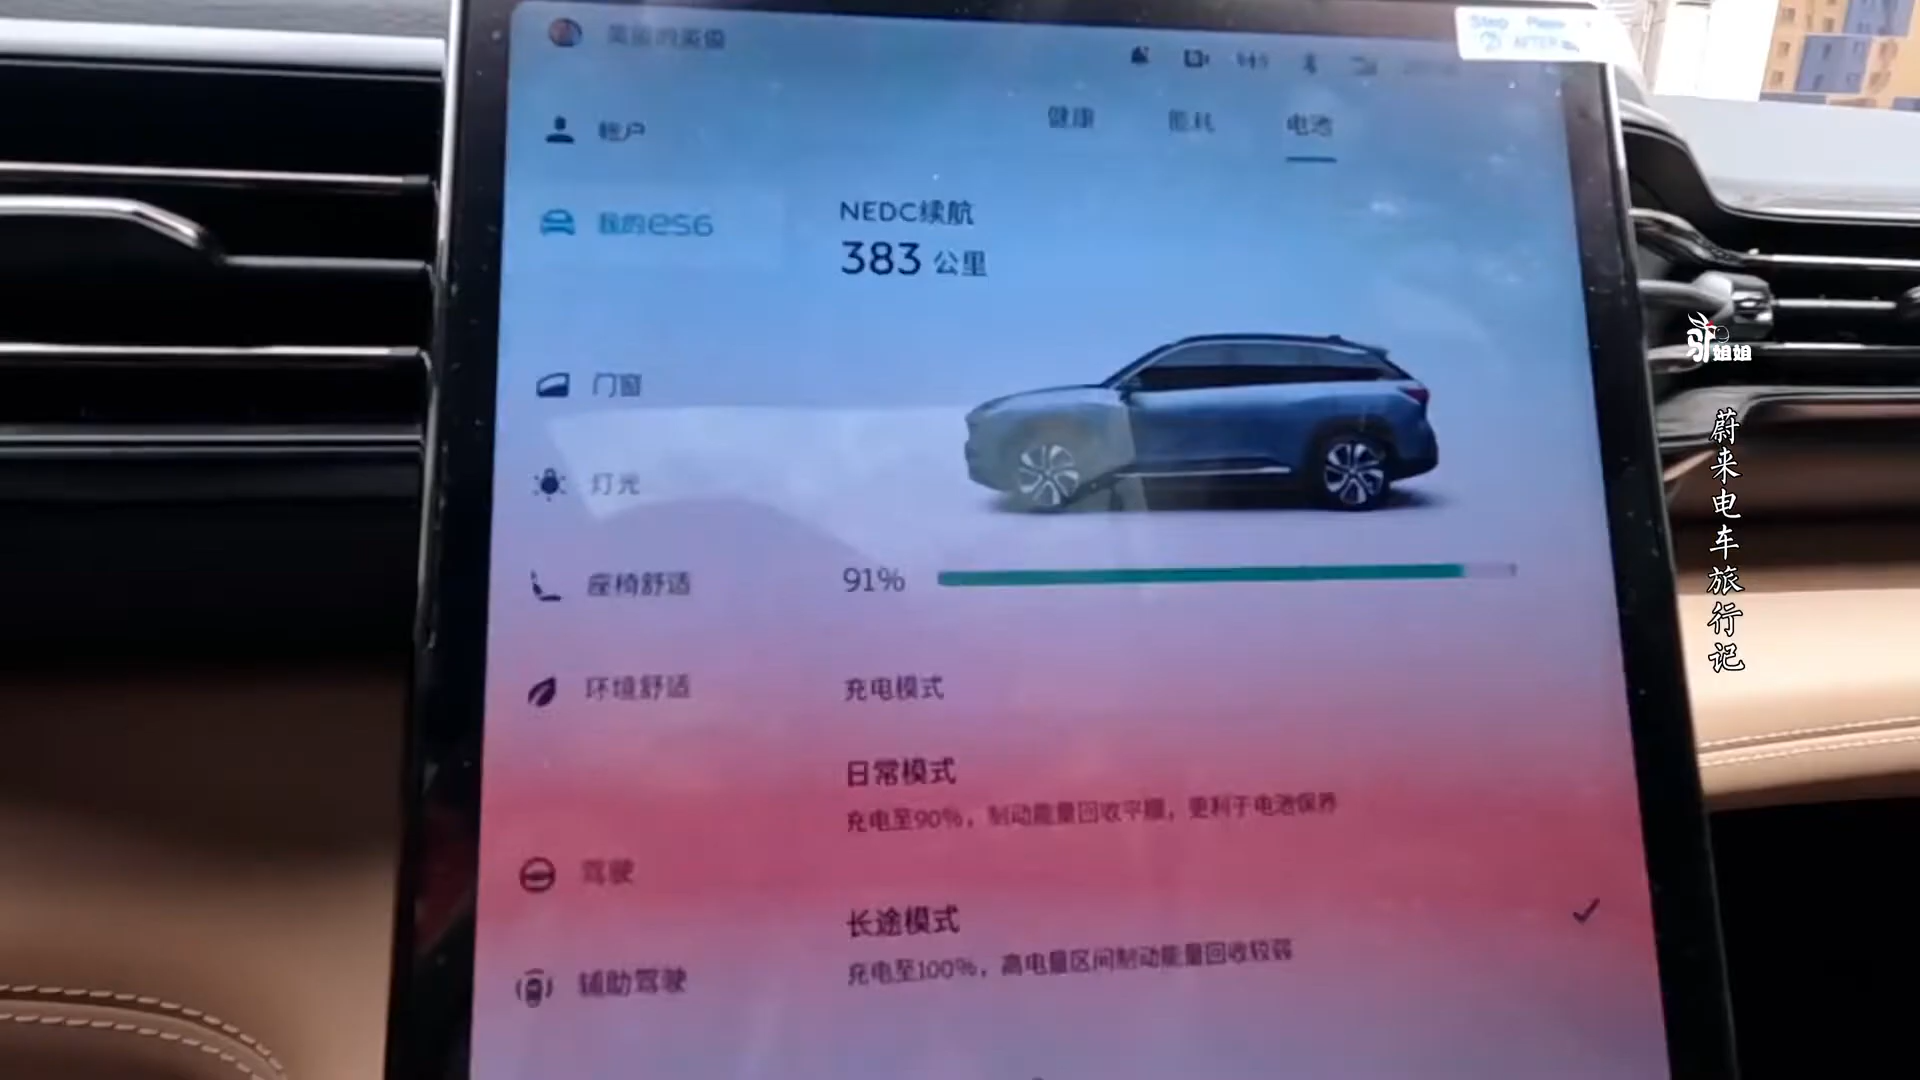 账户
健康
能耗
电池
我的es6
NEDC续航
383 公里
门窗
灯光
座椅舒适
91%
环境舒适
充电模式
日常模式
充电至90%，制动能量回收平顺，更利于电池保养
驾驶
长途模式
充电至100%，高电量区间制动能量回收较弱
辅助驾驶
姐姐
蔚来电车旅行记